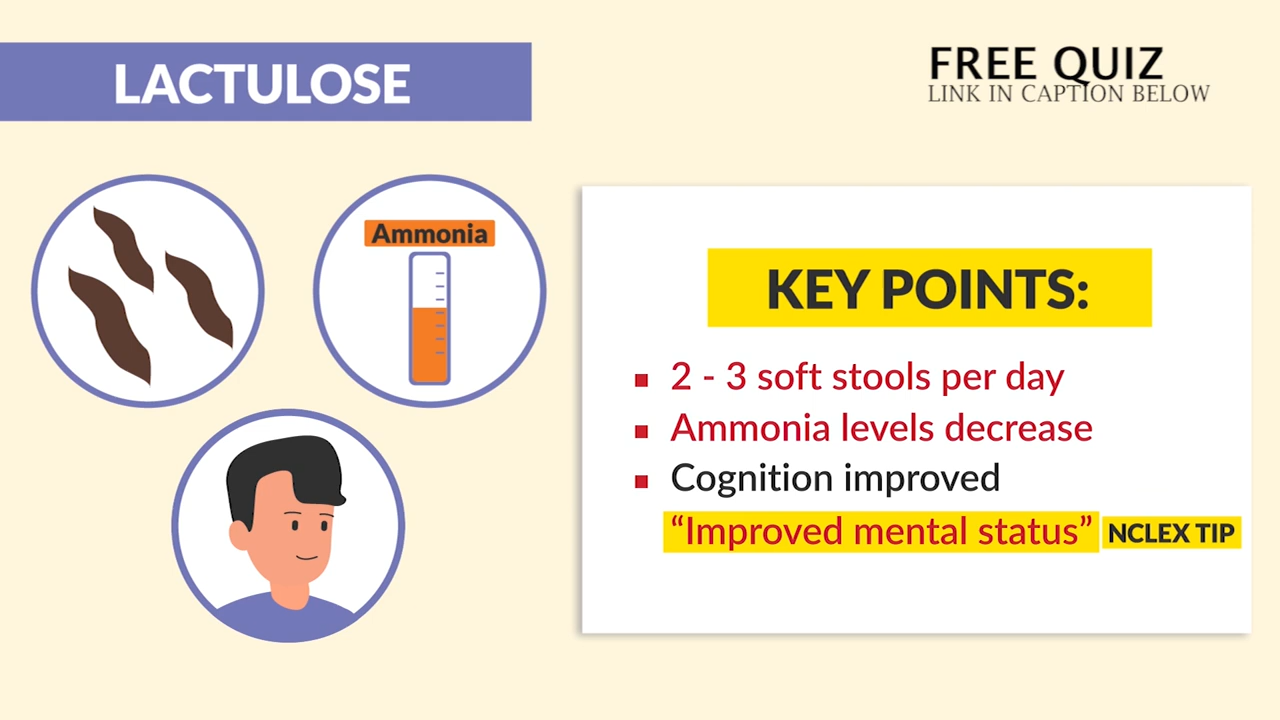 LACTULOSE
FREE QUIZ
LINK IN CAPTION BELOW
Ammonia
KEY POINTS:
▪ 2 - 3 soft stools per day
▪ Ammonia levels decrease
▪ Cognition improved
“Improved mental status” NCLEX TIP